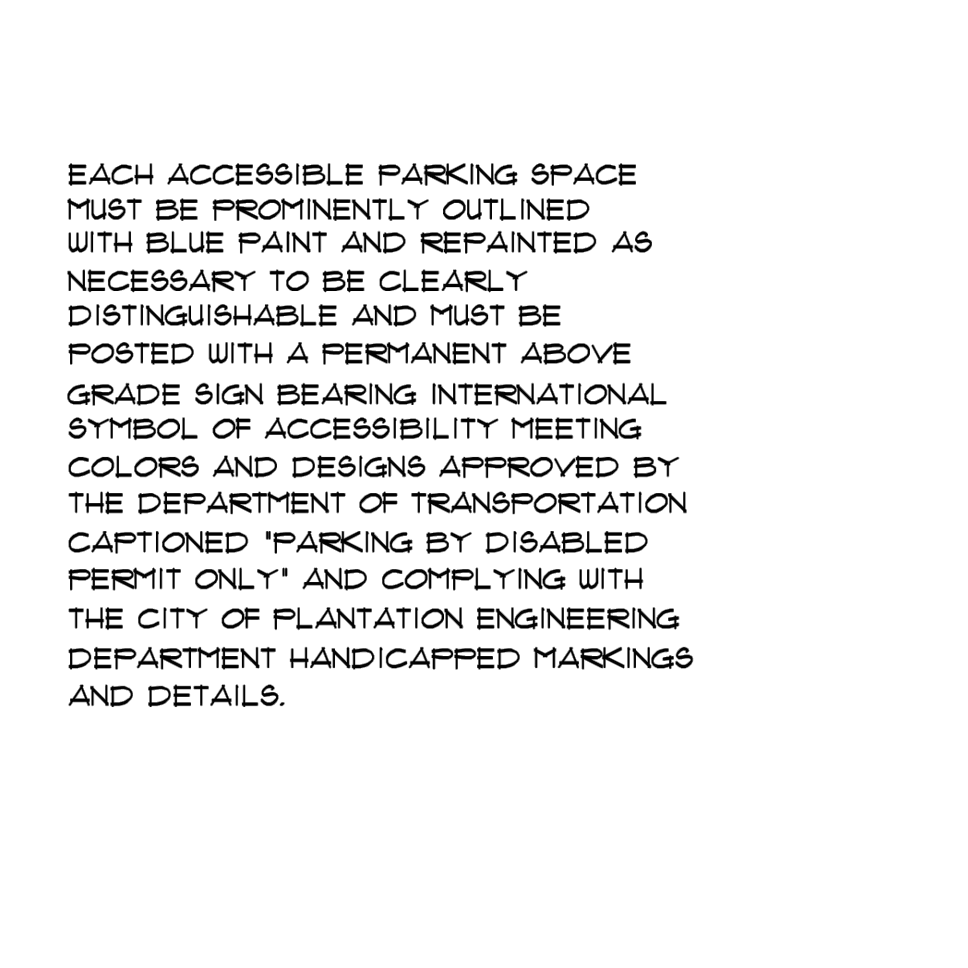 EACH ACCESSIBLE PARKING SPACE
MUST BE PROMINENTLY OUTLINED
WITH BLUE PAINT AND REPAINTED AS
NECESSARY TO BE CLEARLY
DISTINGUISHABLE AND MUST BE
POSTED WITH A PERMANENT ABOVE
GRADE SIGN BEARING INTERNATIONAL
SYMBOL OF ACCESSIBILITY MEETING
COLORS AND DESIGNS APPROVED BY
THE DEPARTMENT OF TRANSPORTATION
CAPTIONED "PARKING BY DISABLED
PERMIT ONLY" AND COMPLYING WITH
THE CITY OF PLANTATION ENGINEERING
DEPARTMENT HANDICAPPED MARKINGS
AND DETAILS.